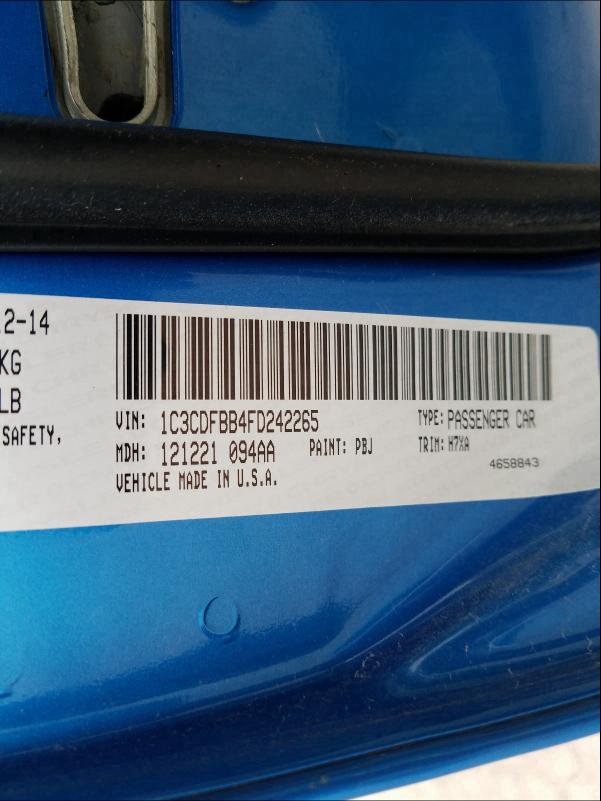 .2-14
KG
LB
SAFETY,
VIN: 1C3CDFBB4FD242265
TYPE: PASSENGER CAR
MDH: 121221 094AA
PAINT: PBJ
TRIM: H7XA
VEHICLE MADE IN U.S.A.
4658843